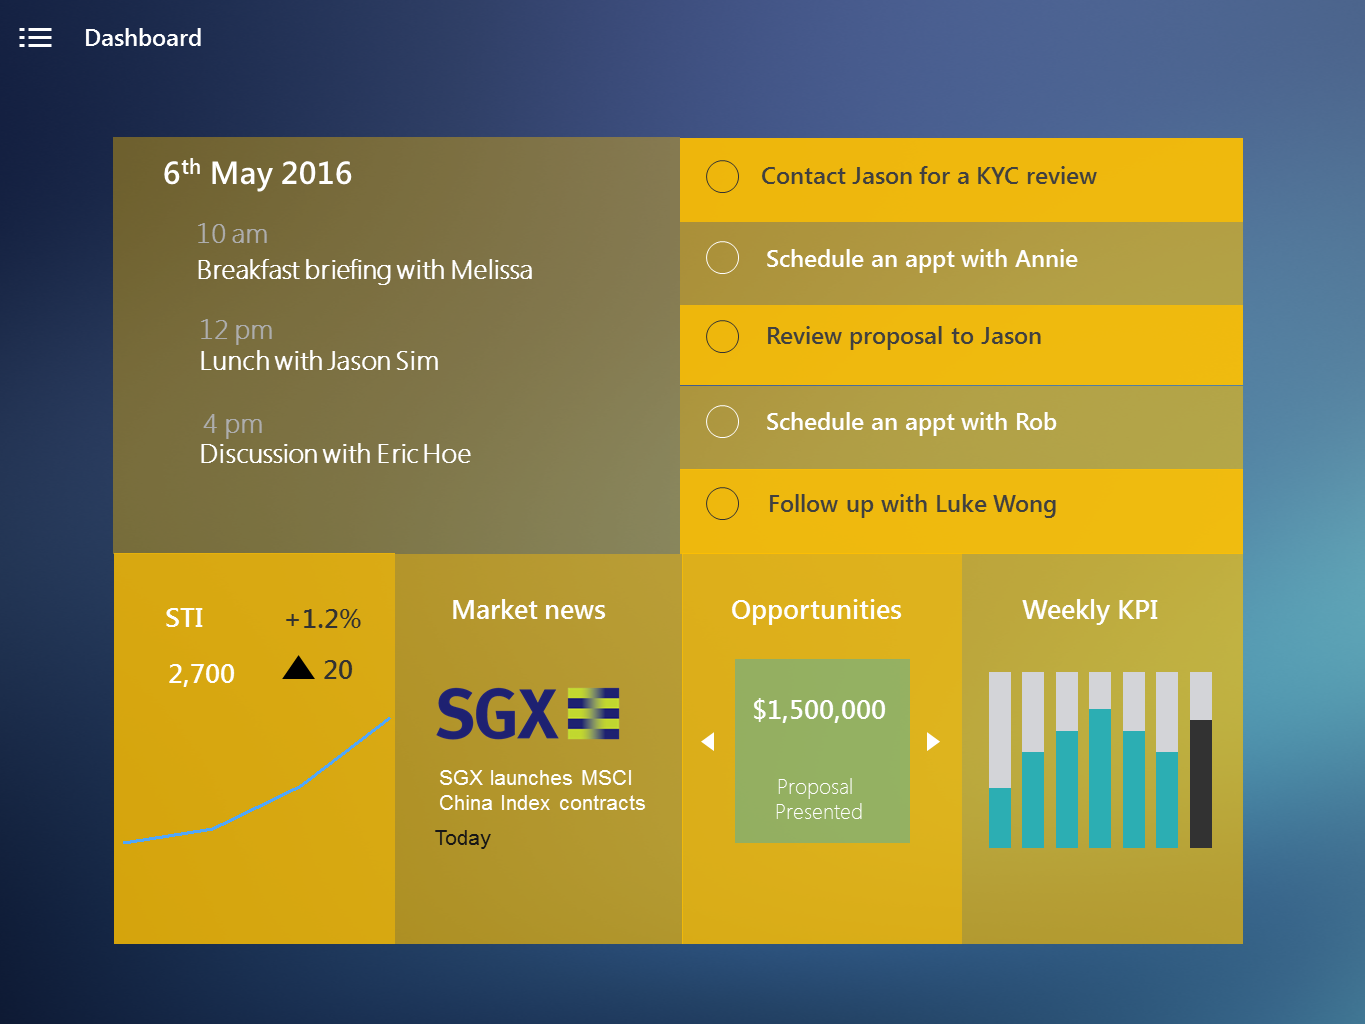 Dashboard
6th May 2016
10 am
Breakfast briefing with Melissa
12 pm
Lunch with Jason Sim
4 pm
Discussion with Eric Hoe
Contact Jason for a KYC review
Schedule an appt with Annie
Review proposal to Jason
Schedule an appt with Rob
Follow up with Luke Wong
STI +1.2%
2,700 20
Market news
SGX
SGX launches MSCI
China Index contracts
Today
Opportunities
$1,500,000
Proposal
Presented
Weekly KPI